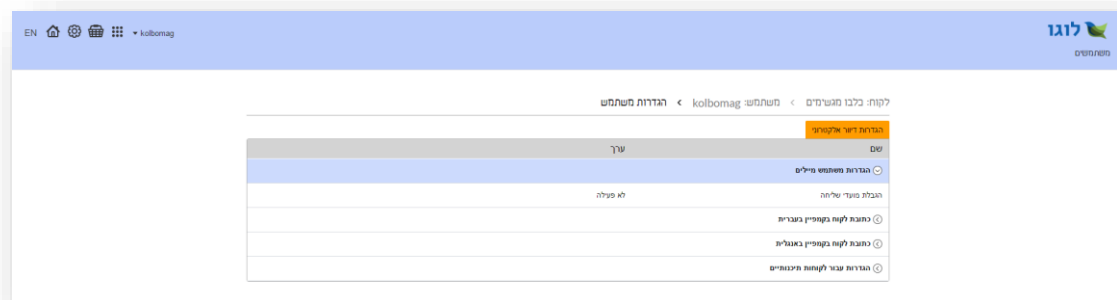 לוגו
EN kolbomag
משתמשים
לקוח: כלבו מגשימים > משתמש: kolbomag > הגדרות משתמש
הגדרות דיוור אלקטרוני
שם ערך
הגדרות משתמש מיילים
הגבלת מועדי שליחה לא פעילה
כתובת לקוח בקמפיין בעברית
כתובת לקוח בקמפיין באנגלית
הגדרות עבור לקוחות תיכנותיים